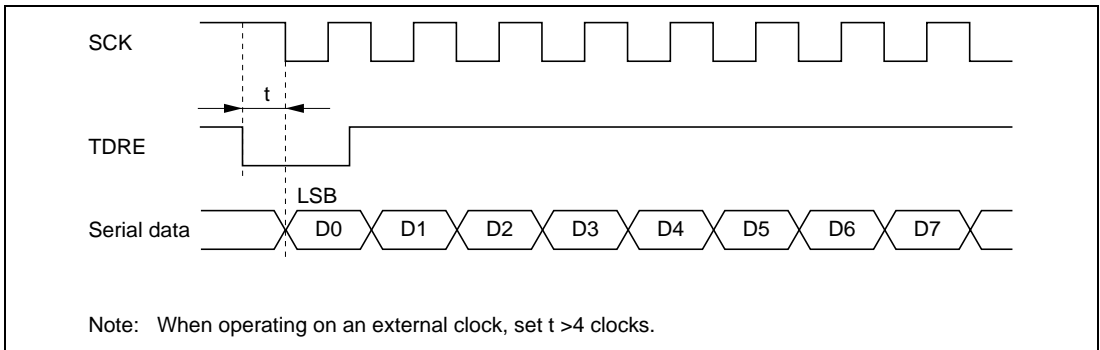 SCK
t
TDRE
LSB
Serial data D0 D1 D2 D3 D4 D5 D6 D7
Note: When operating on an external clock, set t >4 clocks.